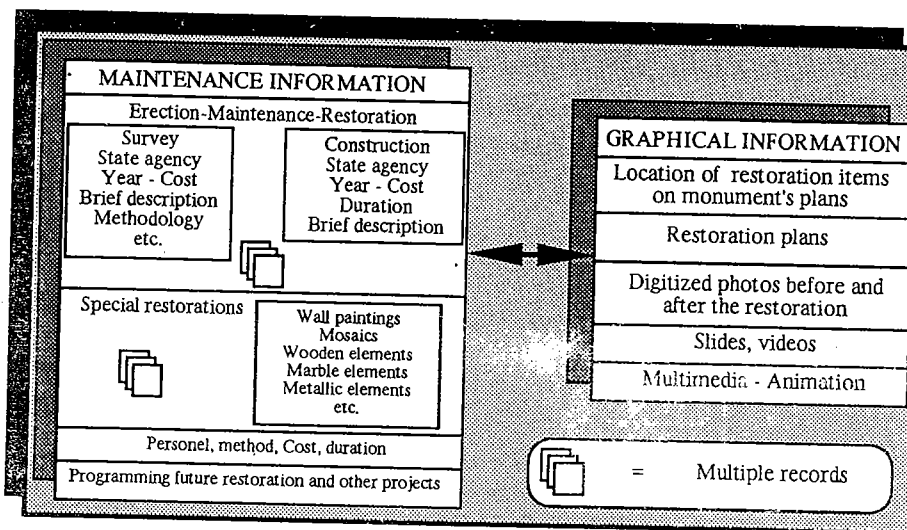 MAINTENANCE INFORMATION
Erection-Maintenance-Restoration
Survey
State agency
Year - Cost
Brief description
Methodology
etc.
Construction
State agency
Year - Cost
Duration
Brief description
Special restorations
Wall paintings
Mosaics
Wooden elements
Marble elements
Metallic elements
etc.
Personel, method, Cost, duration
Programming future restoration and other projects
GRAPHICAL INFORMATION
Location of restoration items
on monument's plans
Restoration plans
Digitized photos before and
after the restoration
Slides, videos
Multimedia - Animation
= Multiple records